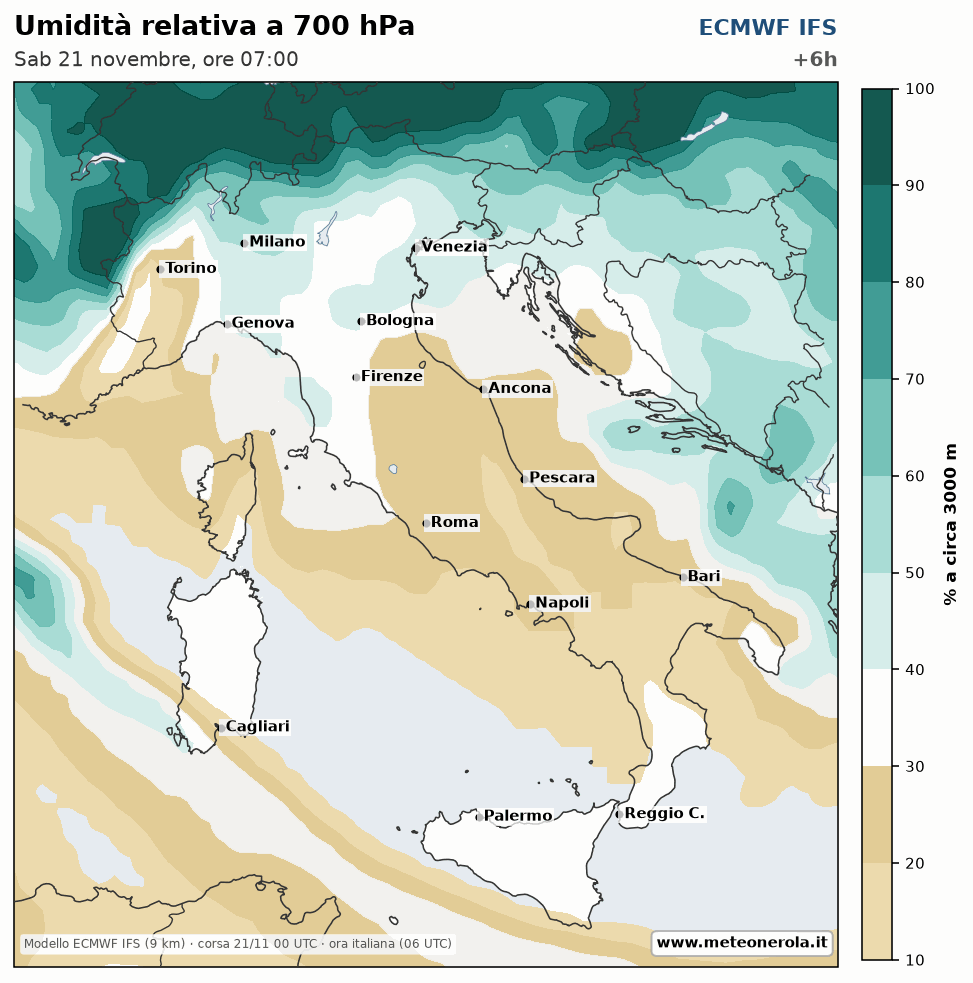 Umidità relativa a 700 hPa
ECMWF IFS
Sab 21 novembre, ore 07:00
+6h
Milano
Venezia
Torino
Genova
Bologna
Firenze
Ancona
Pescara
Roma
Bari
Napoli
Cagliari
Palermo
Reggio C.
100
90
80
70
60
50
40
30
20
10
% a circa 3000 m
Modello ECMWF IFS (9 km) · corsa 21/11 00 UTC · ora italiana (06 UTC)
www.meteonerola.it